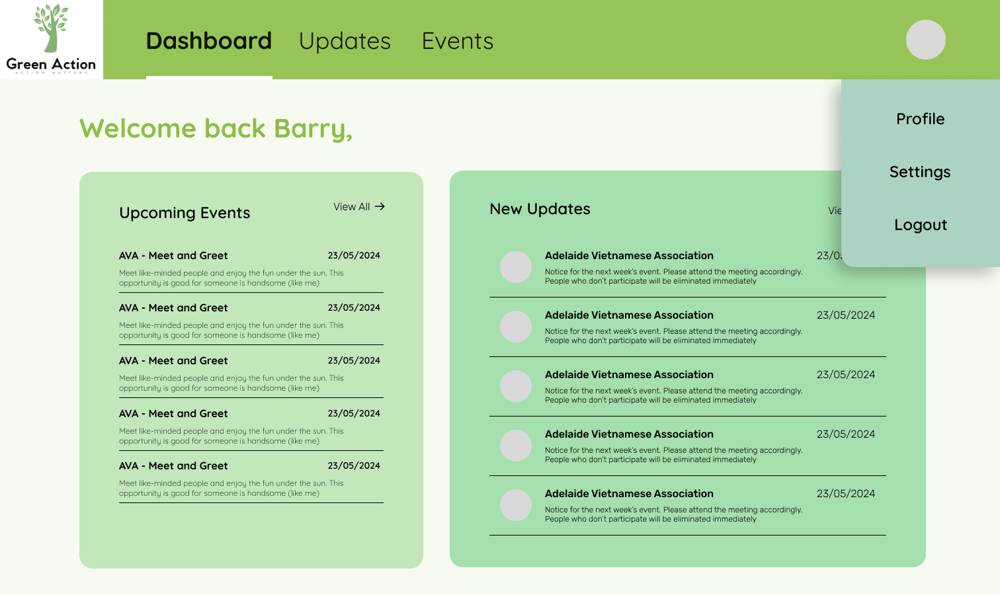 Green Action
ACTION MATTERS
Dashboard Updates Events
Profile
Settings
Logout
Welcome back Barry,
Upcoming Events
View All →
AVA - Meet and Greet 23/05/2024
Meet like-minded people and enjoy the fun under the sun. This
opportunity is good for someone is handsome (like me)
AVA - Meet and Greet 23/05/2024
Meet like-minded people and enjoy the fun under the sun. This
opportunity is good for someone is handsome (like me)
AVA - Meet and Greet 23/05/2024
Meet like-minded people and enjoy the fun under the sun. This
opportunity is good for someone is handsome (like me)
AVA - Meet and Greet 23/05/2024
Meet like-minded people and enjoy the fun under the sun. This
opportunity is good for someone is handsome (like me)
AVA - Meet and Greet 23/05/2024
Meet like-minded people and enjoy the fun under the sun. This
opportunity is good for someone is handsome (like me)
New Updates
Adelaide Vietnamese Association
Notice for the next week's event. Please attend the meeting accordingly.
People who don't participate will be eliminated immediately
Adelaide Vietnamese Association 23/05/2024
Notice for the next week's event. Please attend the meeting accordingly.
People who don't participate will be eliminated immediately
Adelaide Vietnamese Association 23/05/2024
Notice for the next week's event. Please attend the meeting accordingly.
People who don't participate will be eliminated immediately
Adelaide Vietnamese Association 23/05/2024
Notice for the next week's event. Please attend the meeting accordingly.
People who don't participate will be eliminated immediately
Adelaide Vietnamese Association 23/05/2024
Notice for the next week's event. Please attend the meeting accordingly.
People who don't participate will be eliminated immediately